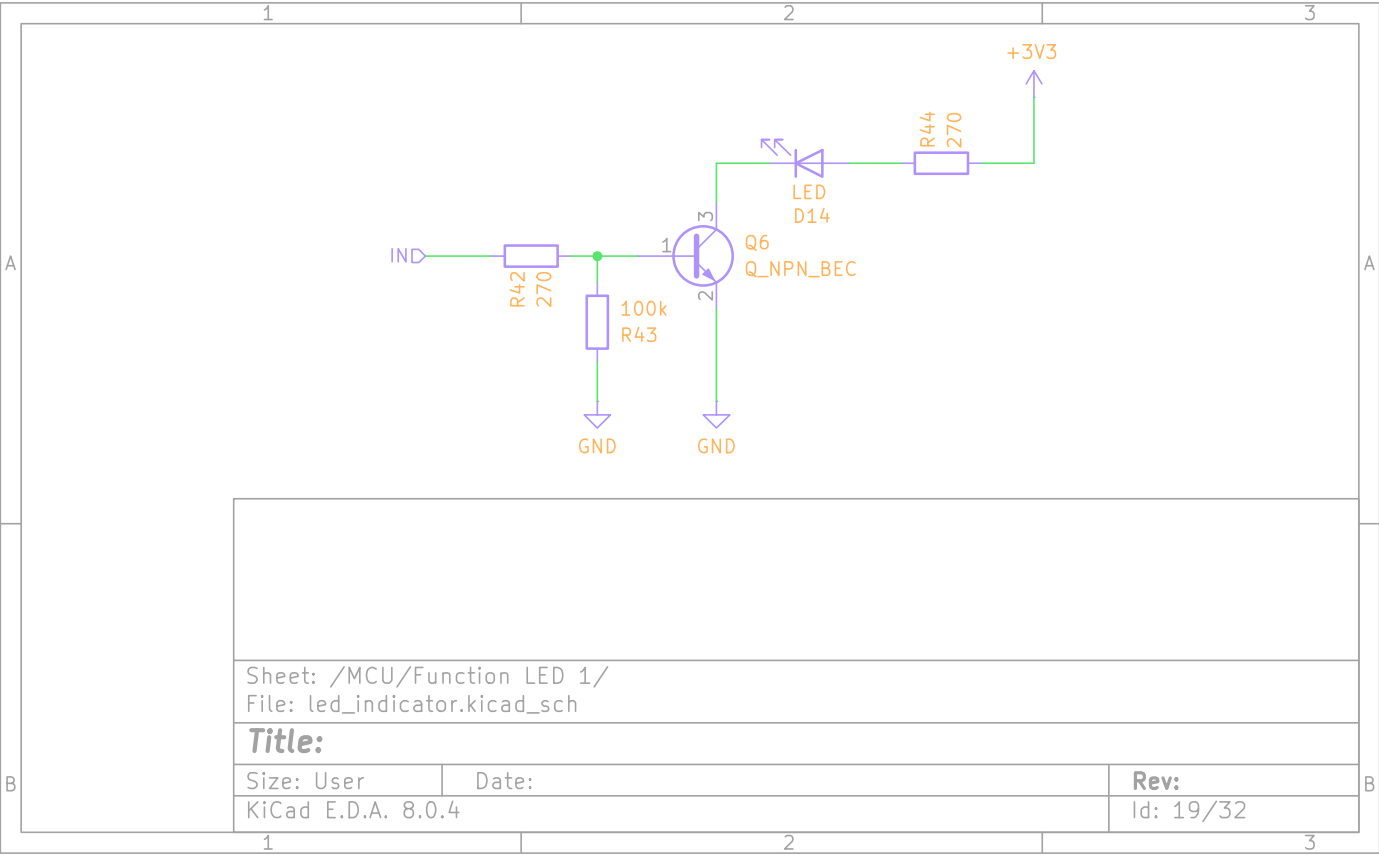 1 2 3
+3V3
R44
270
LED
D14
3
A
IN
1
Q6
Q_NPN_BEC
A
R42
270
2
100k
R43
GND
GND
Sheet: /MCU/Function LED 1/
File: led_indicator.kicad_sch
Title:
B
Size: User
Date:
Rev:
B
KiCad E.D.A. 8.0.4
Id: 19/32
1 2 3